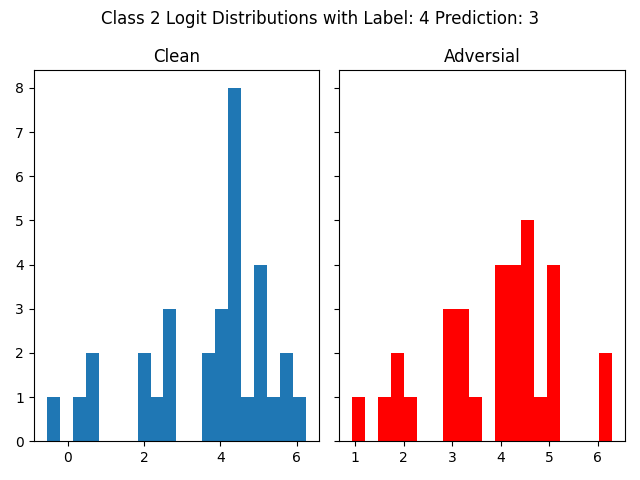 Class 2 Logit Distributions with Label: 4 Prediction: 3
Clean
Adversial
8
7
6
5
4
3
2
1
0
0 2 4 6
1 2 3 4 5 6